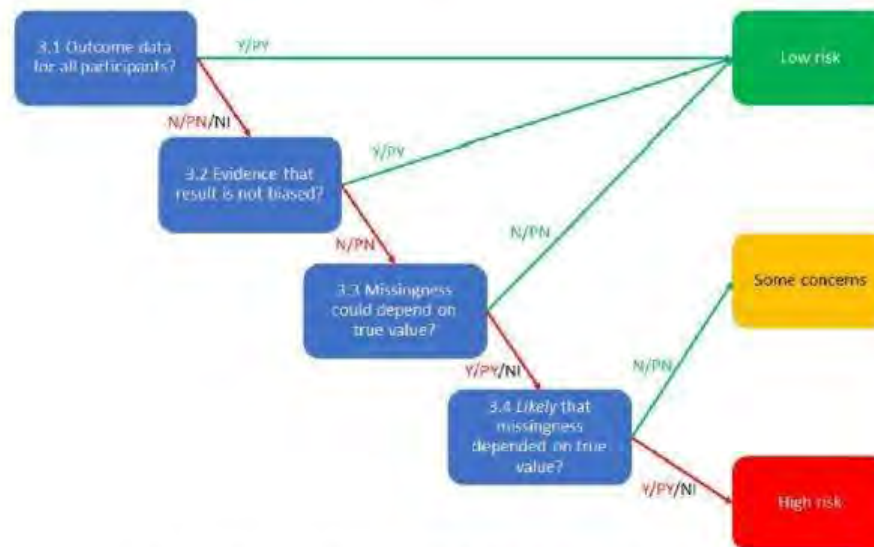 3.1 Outcome data
for all participants?
Y/PY
Low risk
N/PN/NI
3.2 Evidence that
result is not biased?
Y/PY
N/PN
N/PN
3.3 Missingness
could depend on
true value?
Some concerns
Y/PY/NI
N/PN
3.4 Likely that
missingness
depended on true
value?
Y/PY/NI
High risk